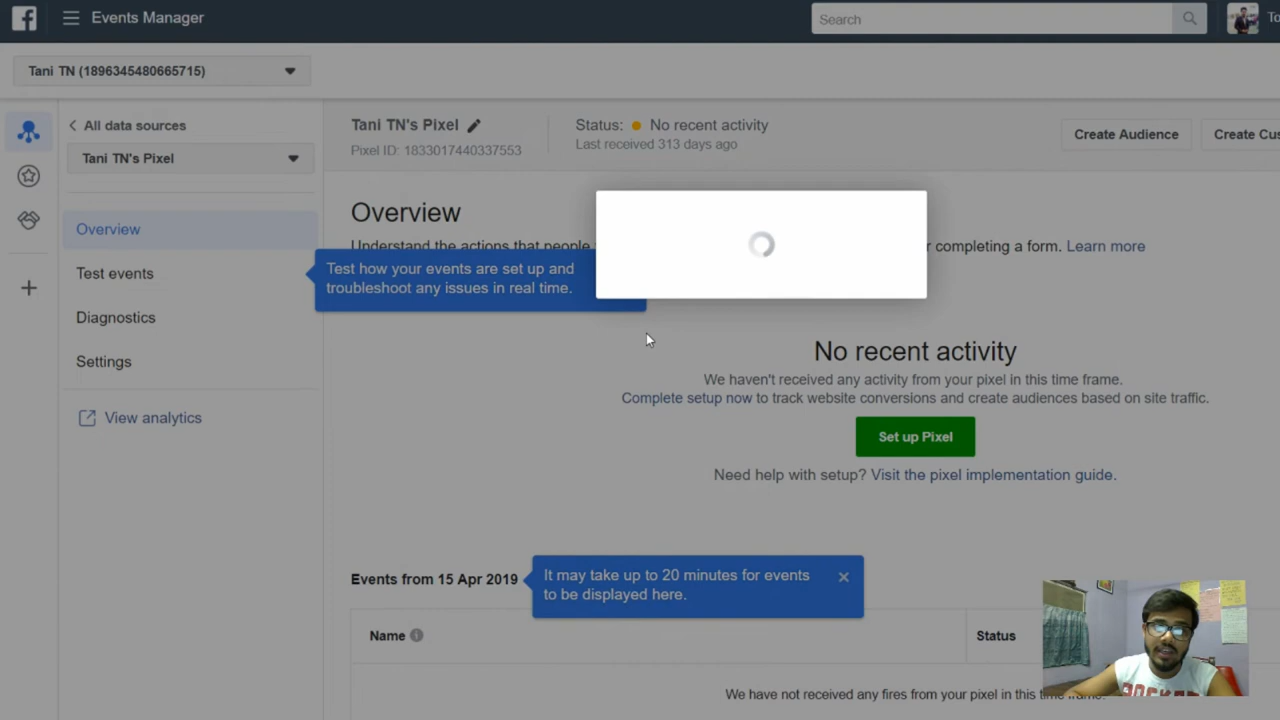 Events Manager
Search
To
Tani TN (1896345480665715)
All data sources
Tani TN's Pixel
Tani TN's Pixel
Pixel ID: 1833017440337553
Status: No recent activity
Last received 313 days ago
Create Audience
Create Cus
Overview
Test events
Diagnostics
Settings
View analytics
Overview
Understand the actions that people
r completing a form. Learn more
Test how your events are set up and
troubleshoot any issues in real time.
No recent activity
We haven't received any activity from your pixel in this time frame.
Complete setup now to track website conversions and create audiences based on site traffic.
Set up Pixel
Need help with setup? Visit the pixel implementation guide.
Events from 15 Apr 2019
It may take up to 20 minutes for events
to be displayed here.
Name
Status
We have not received any fires from your pixel in this time frame.